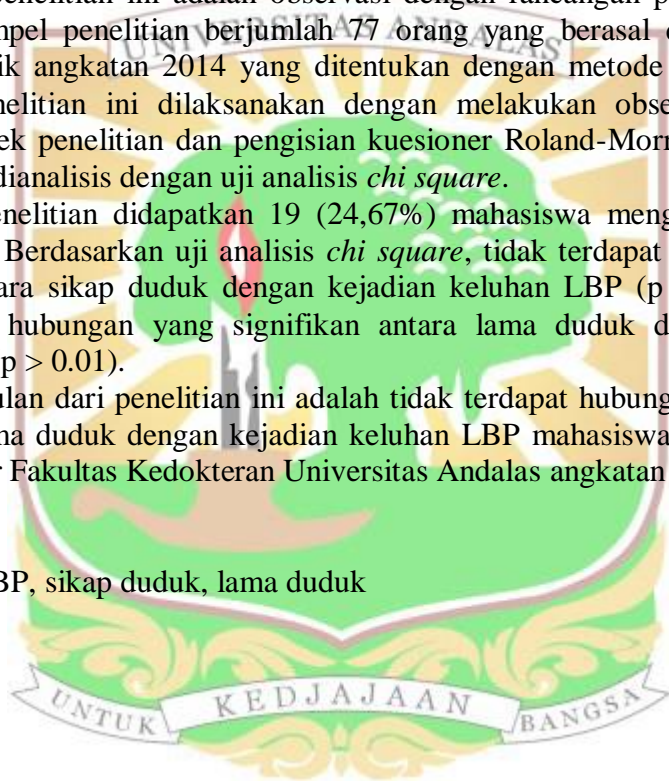 penelitian ini adalah observasi dengan rancangan p
UNIVERSITAS ANDALAS
mpel penelitian berjumlah 77 orang yang berasal
ik angkatan 2014 yang ditentukan dengan metode
nelitian ini dilaksanakan dengan melakukan obse
ek penelitian dan pengisian kuesioner Roland-Morr
dianalisis dengan uji analisis chi square.
enelitian didapatkan 19 (24,67%) mahasiswa meng
Berdasarkan uji analisis chi square, tidak terdapat
ara sikap duduk dengan kejadian keluhan LBP (p
hubungan yang signifikan antara lama duduk d
p > 0.01).
ulan dari penelitian ini adalah tidak terdapat hubung
ma duduk dengan kejadian keluhan LBP mahasiswa
r Fakultas Kedokteran Universitas Andalas angkatan
BP, sikap duduk, lama duduk
UNTUK KEDJAJAAN BANGSA